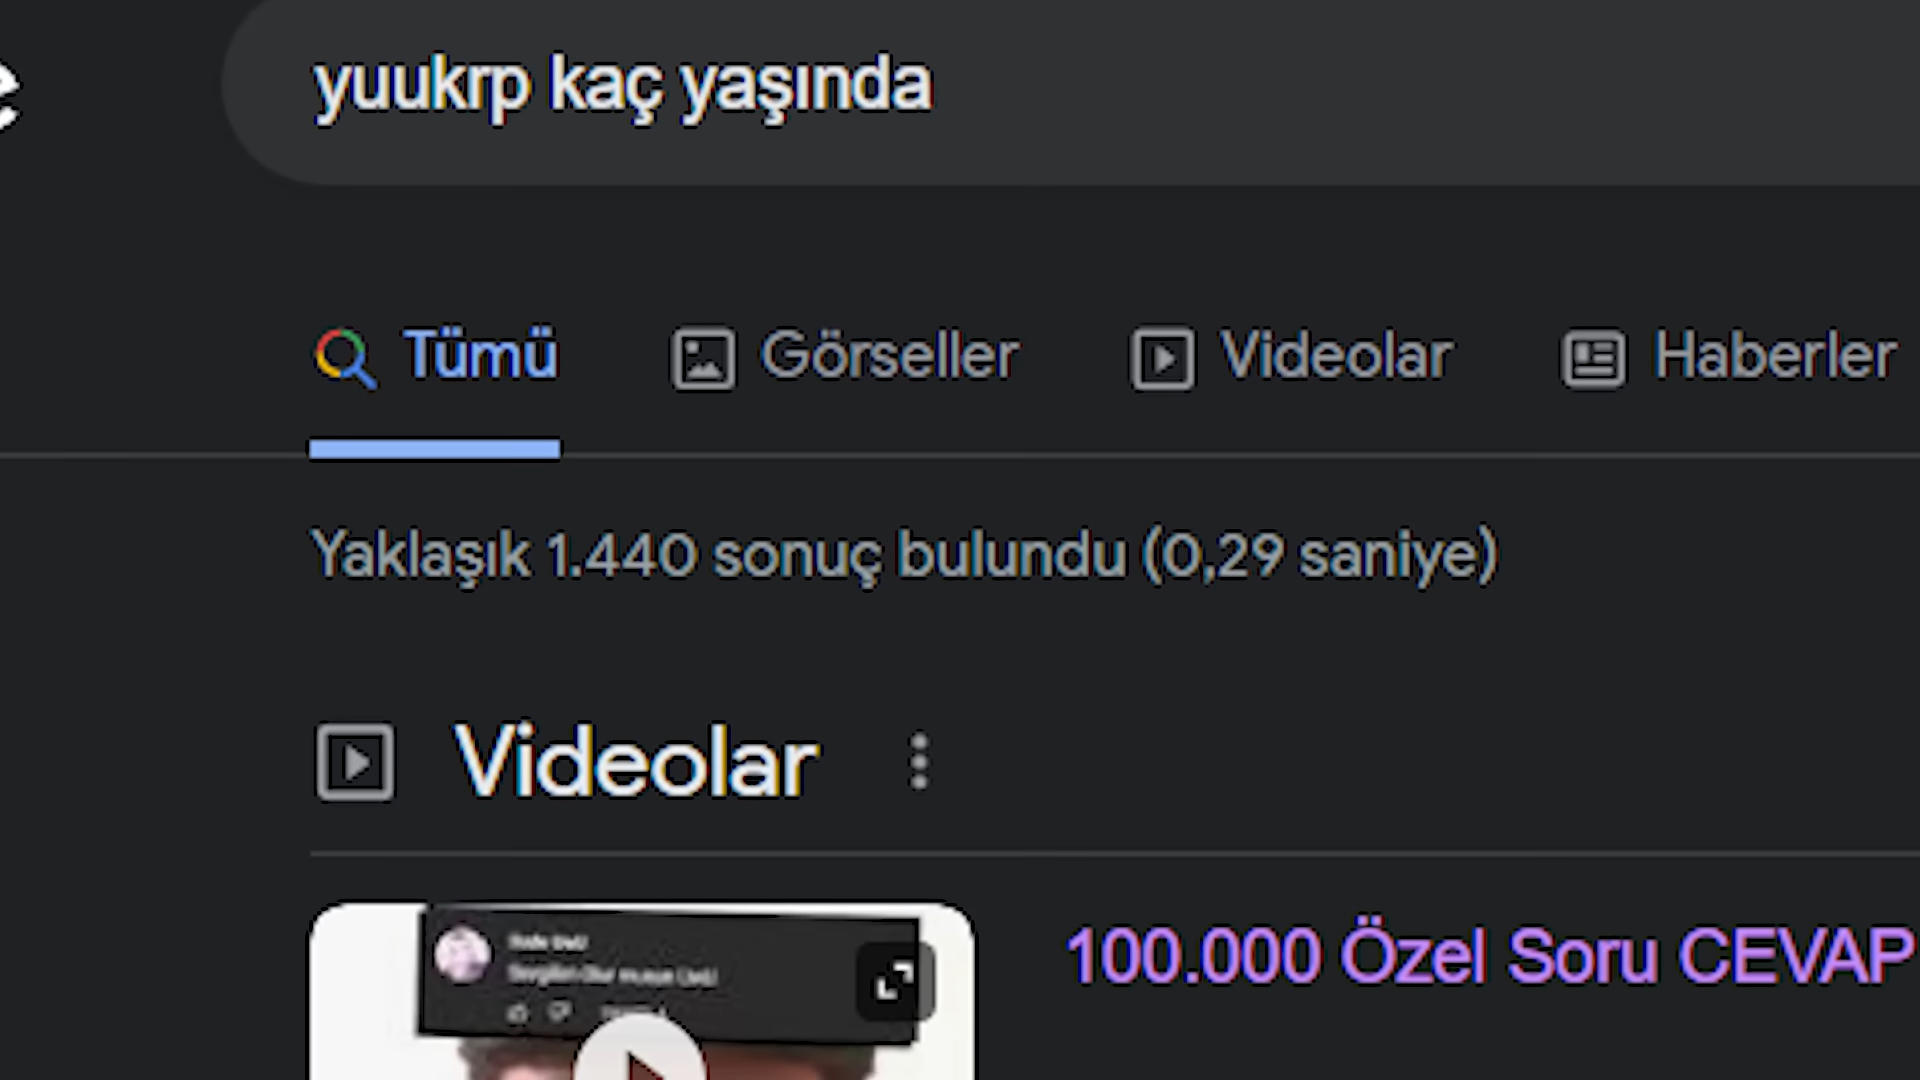 e yuukrp kaç yaşında
Tümü Görseller Videolar Haberler
Yaklaşık 1.440 sonuç bulundu (0,29 saniye)
Videolar
100.000 Özel Soru CEVAP